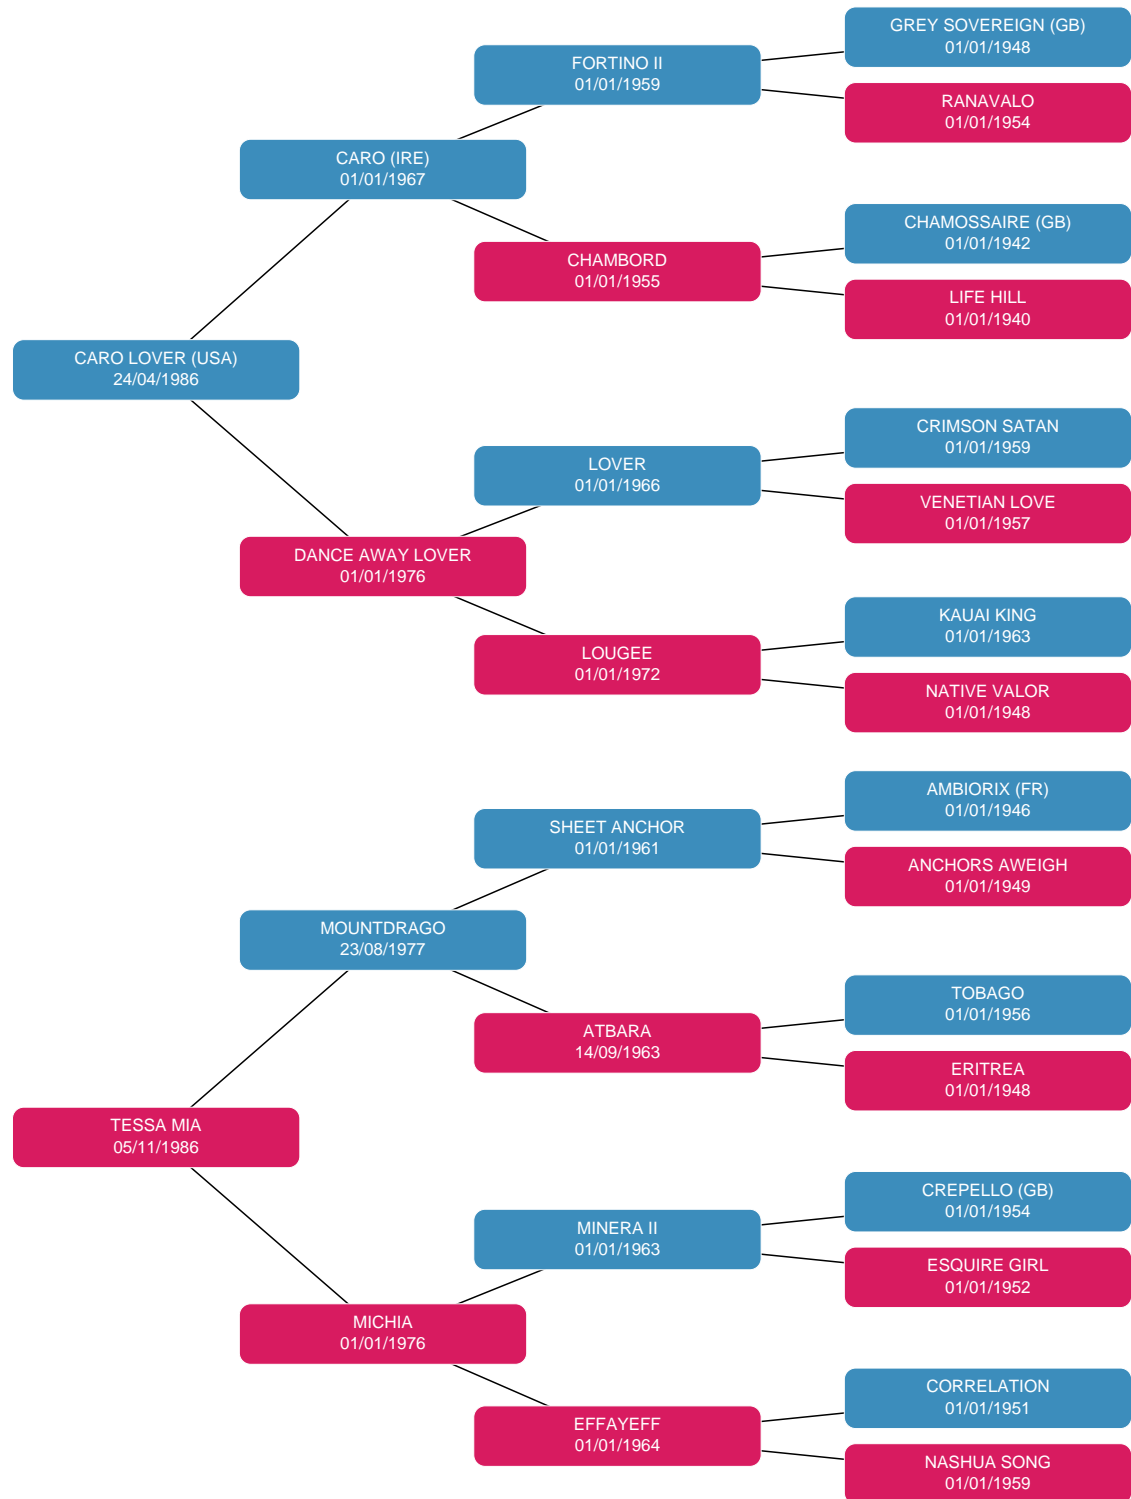 GREY SOVEREIGN (GB)
01/01/1948
FORTINO II
01/01/1959
RANAVALO
01/01/1954
CARO (IRE)
01/01/1967
CHAMOSSAIRE (GB)
01/01/1942
CHAMBORD
01/01/1955
LIFE HILL
01/01/1940
CARO LOVER (USA)
24/04/1986
CRIMSON SATAN
01/01/1959
LOVER
01/01/1966
VENETIAN LOVE
01/01/1957
DANCE AWAY LOVER
01/01/1976
KAUAI KING
01/01/1963
LOUGEE
01/01/1972
NATIVE VALOR
01/01/1948
AMBIORIX (FR)
01/01/1946
SHEET ANCHOR
01/01/1961
ANCHORS AWEIGH
01/01/1949
MOUNTDRAGO
23/08/1977
TOBAGO
01/01/1956
ATBARA
14/09/1963
ERITREA
01/01/1948
TESSA MIA
05/11/1986
CREPELLO (GB)
01/01/1954
MINERA II
01/01/1963
ESQUIRE GIRL
01/01/1952
MICHIA
01/01/1976
CORRELATION
01/01/1951
EFFAYEFF
01/01/1964
NASHUA SONG
01/01/1959